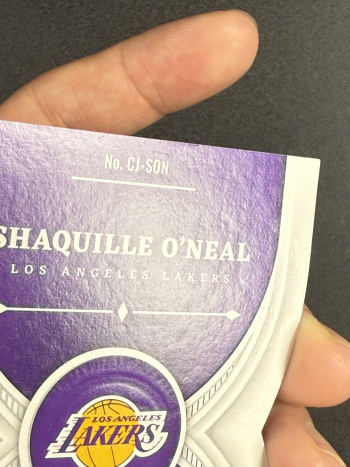 No. CJ-SON
SHAQUILLE O'NEAL
LOS ANGELES LAKERS
LOS ANGELES
LAKERS